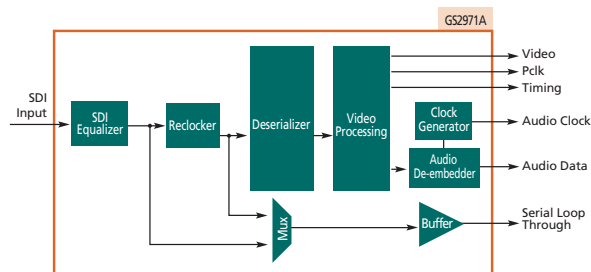 GS2971A
Video
Pclk
Timing
SDI
Input
SDI
Equalizer
Reclocker
Deserializer
Video
Processing
Clock
Generator
Audio Clock
Audio
De-embedder
Audio Data
Mux
Buffer
Serial Loop
Through